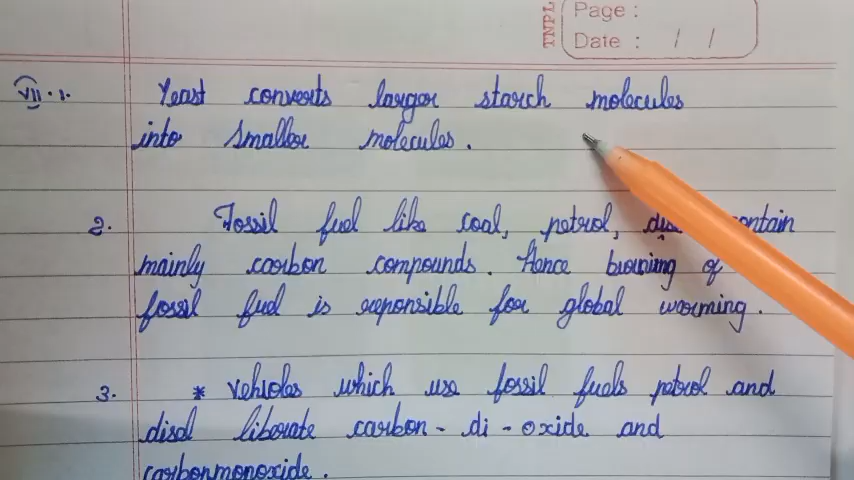 TNPL
Page :
Date : / /
VII . 1. Yeast converts larger starch molecules
into smaller molecules.
2. Fossil fuel like coal, petrol, contain
mainly carbon compounds. Hence burning of
fossil fuel is responsible for global warming.
3. * Vehicles which use fossil fuels petrol and
disel liberate carbon - di - oxide and
carbonmonoxide.